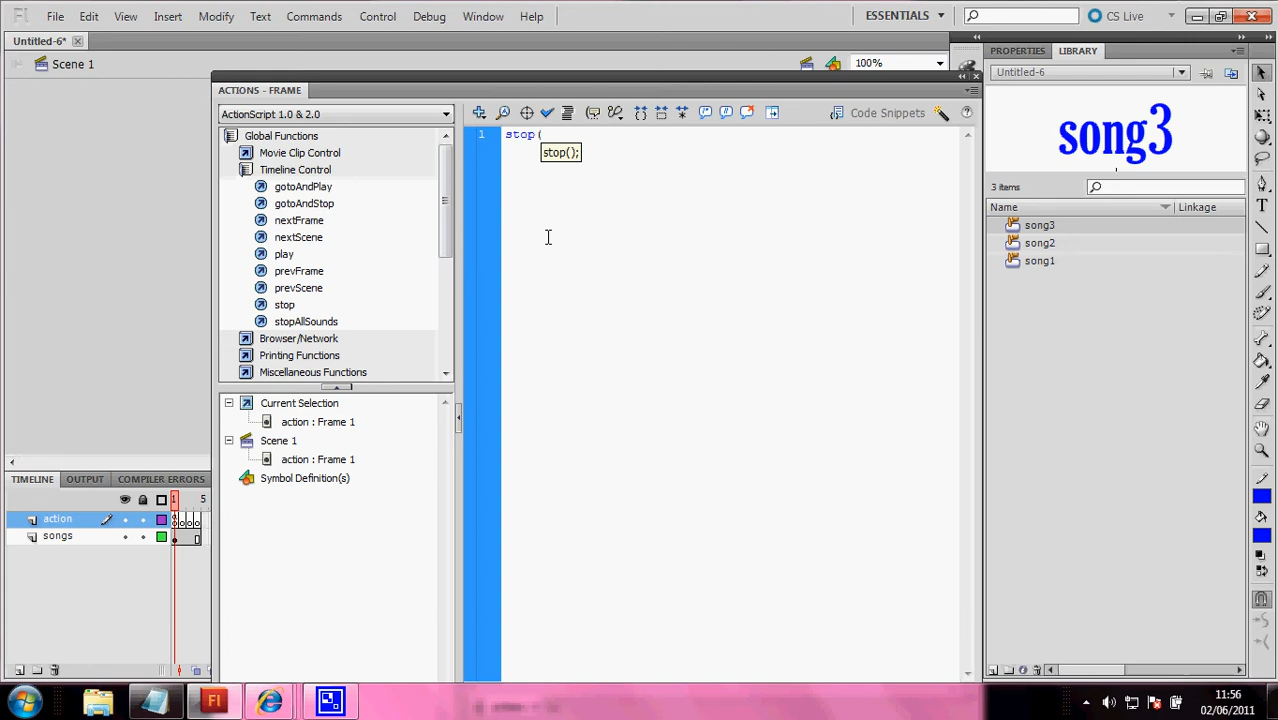 Fl File Edit View Insert Modify Text Commands Control Debug Window Help ESSENTIALS CS Live
Untitled-6*
Scene 1 100%
ACTIONS - FRAME
ActionScript 1.0 & 2.0
Code Snippets
Global Functions
Movie Clip Control
Timeline Control
gotoAndPlay
gotoAndStop
nextFrame
nextScene
play
prevFrame
prevScene
stop
stopAllSounds
Browser/Network
Printing Functions
Miscellaneous Functions
Current Selection
action : Frame 1
Scene 1
action : Frame 1
Symbol Definition(s)
1 stop(
stop();
PROPERTIES LIBRARY
Untitled-6
song3
3 items
Name Linkage
song3
song2
song1
TIMELINE OUTPUT COMPILER ERRORS
1 5
action
songs
Fl
11:56
02/06/2011